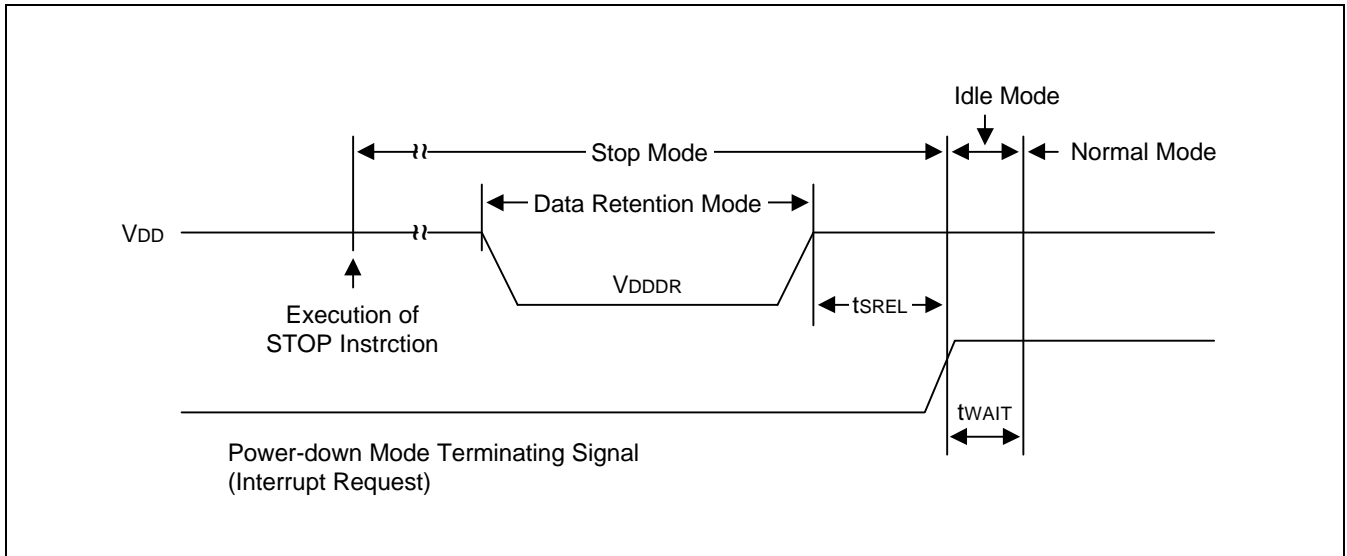 Idle Mode
Stop Mode
Normal Mode
Data Retention Mode
VDD
VDDDR
Execution of
STOP Instrction
tSREL
tWAIT
Power-down Mode Terminating Signal
(Interrupt Request)